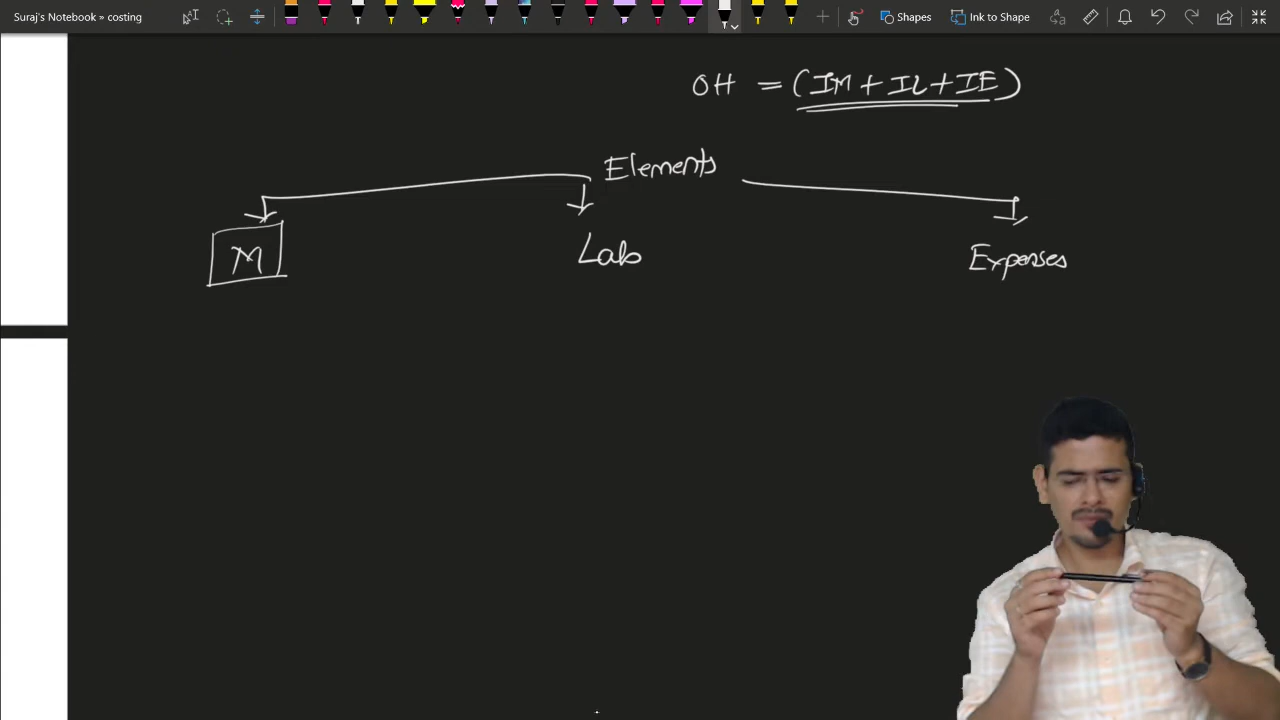 Suraj's Notebook » costing
Shapes
Ink to Shape
OH = (IM + IL + IE)
Elements
M
Lab
Expenses